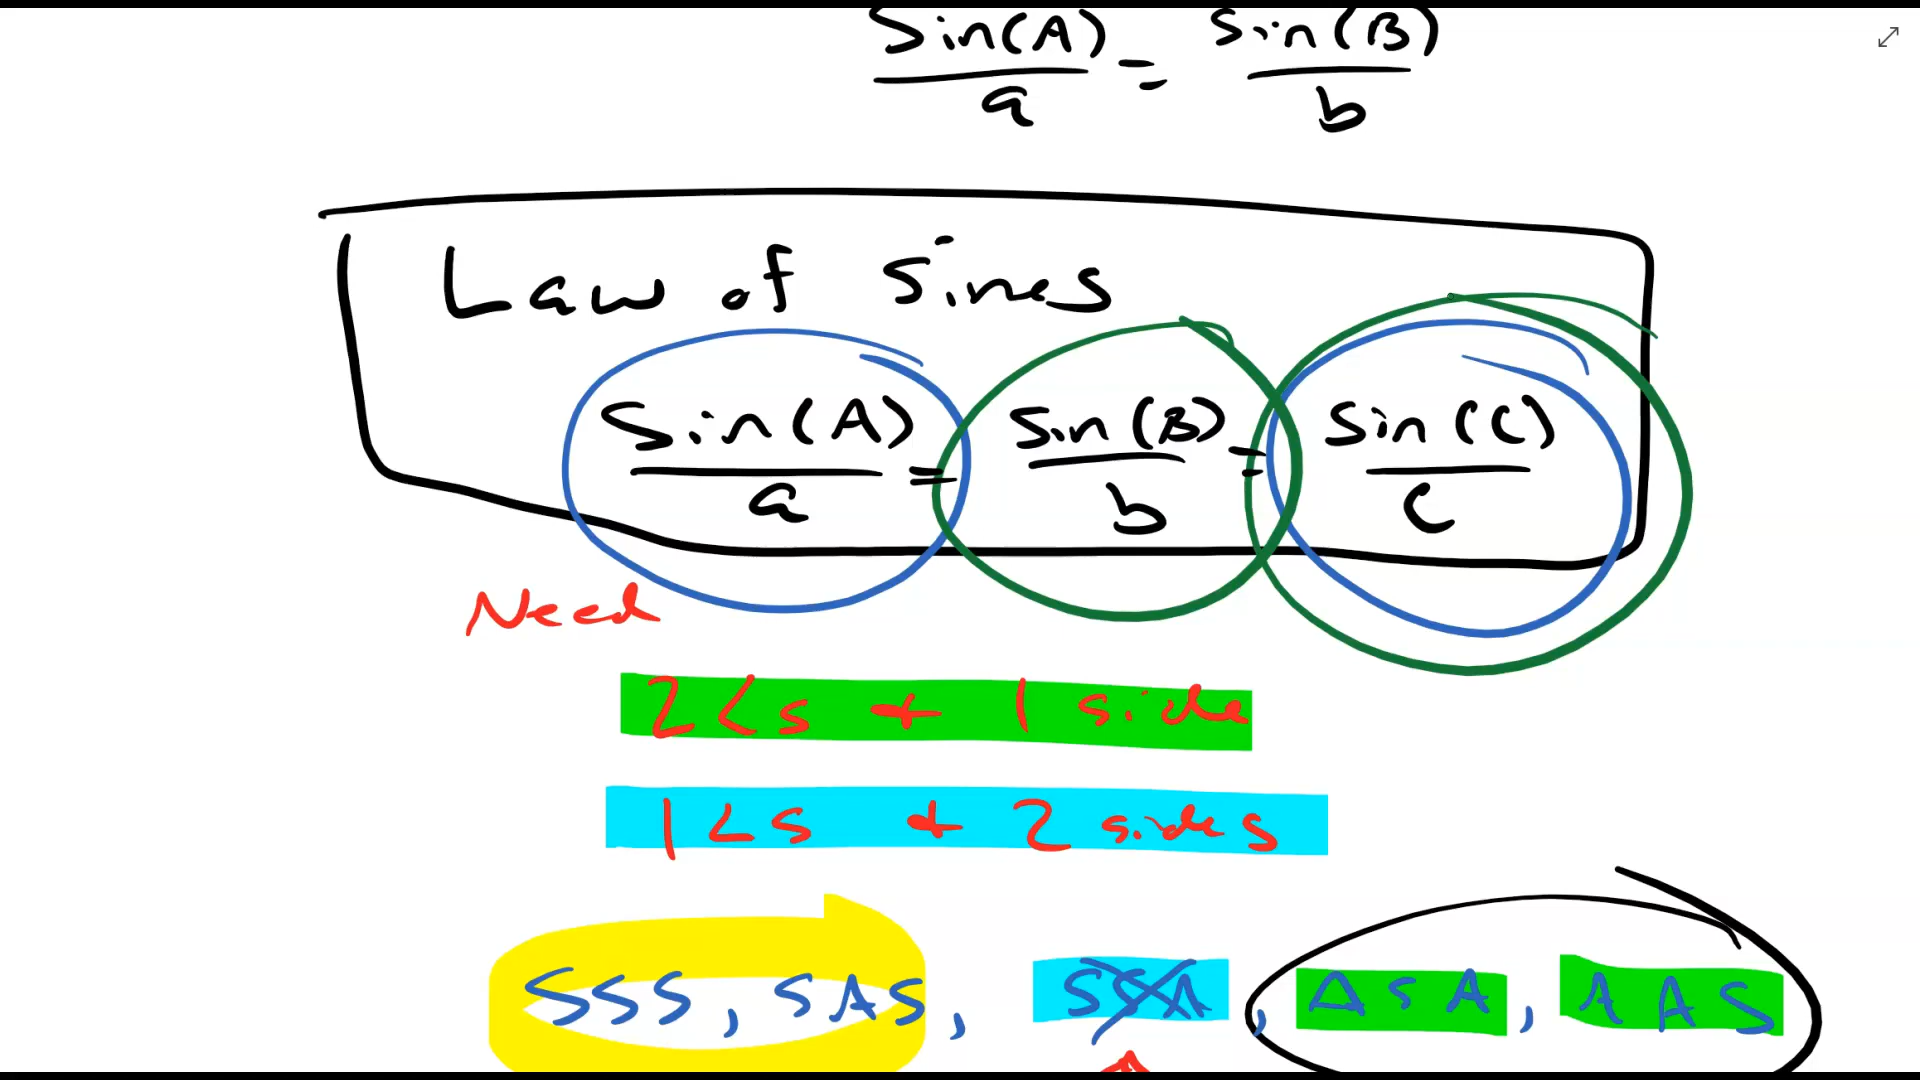 Sin(A)/a = Sin(B)/b
Law of Sines
Sin(A)/a = Sin(B)/b = Sin(C)/c
Need
2<s + 1 side
1<s + 2 sides
SSS, SAS, SSA, ASA, AAS